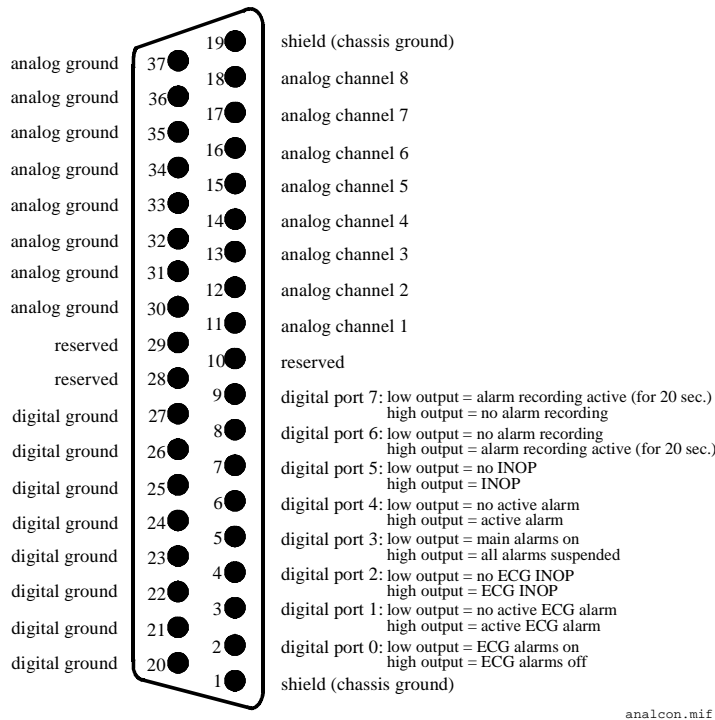 19 shield (chassis ground)
analog ground 37
18 analog channel 8
analog ground 36
17 analog channel 7
analog ground 35
16 analog channel 6
analog ground 34
15 analog channel 5
analog ground 33
14 analog channel 4
analog ground 32
13 analog channel 3
analog ground 31
12 analog channel 2
analog ground 30
11 analog channel 1
reserved 29
10 reserved
reserved 28
9 digital port 7: low output = alarm recording active (for 20 sec.)
high output = no alarm recording
digital ground 27
8 digital port 6: low output = no alarm recording
high output = alarm recording active (for 20 sec.)
digital ground 26
7 digital port 5: low output = no INOP
high output = INOP
digital ground 25
6 digital port 4: low output = no active alarm
high output = active alarm
digital ground 24
5 digital port 3: low output = main alarms on
high output = all alarms suspended
digital ground 23
4 digital port 2: low output = no ECG INOP
high output = ECG INOP
digital ground 22
3 digital port 1: low output = no active ECG alarm
high output = active ECG alarm
digital ground 21
2 digital port 0: low output = ECG alarms on
high output = ECG alarms off
digital ground 20
1 shield (chassis ground)
analcon.mif